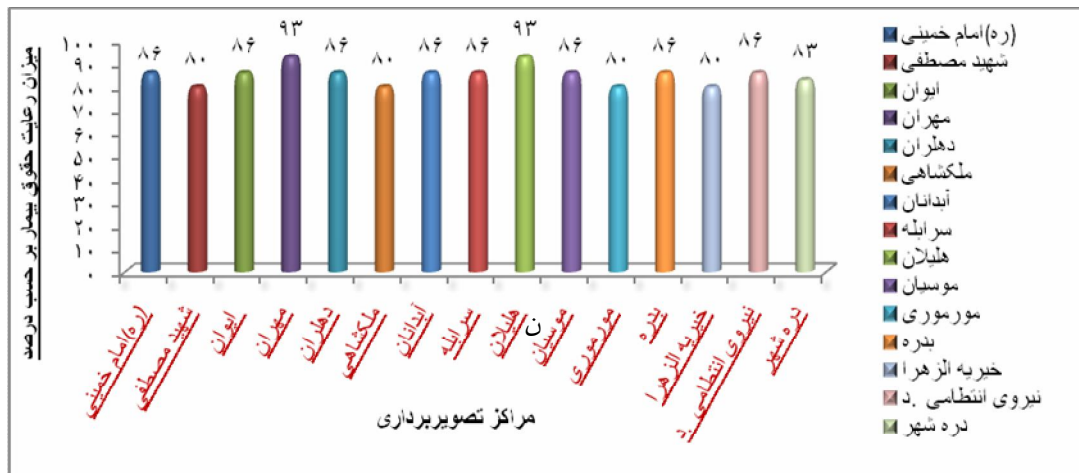 میزان رعایت حقوق بیمار بر حسب درصد
۱۰۰
۹۰
۸۰
۷۰
۶۰
۵۰
۴۰
۳۰
۲۰
۱۰
۰
۸۶
۸۰
۸۶
۹۳
۸۶
۸۰
۸۶
۸۶
۹۳
۸۶
۸۰
۸۶
۸۰
۸۶
۸۳
(ره)امام خمینی
شهید مصطفی
ایوان
مهران
دهلران
ملکشاهی
آبدانان
سرابله
هلیلان
ن
موسیان
مورموری
بدره
خیریه الزهرا
نیروی انتظامی .د
دره شهر
مراکز تصویربرداری
(ره)امام خمینی
شهید مصطفی
ایوان
مهران
دهلران
ملکشاهی
آبدانان
سرابله
هلیلان
موسیان
مورموری
بدره
خیریه الزهرا
نیروی انتطامی .د
دره شهر